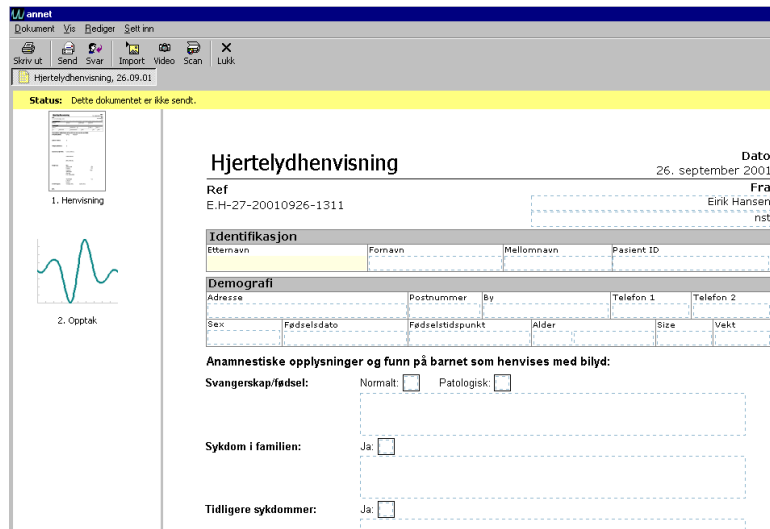 annet
Dokument Vis Rediger Sett inn
Skriv ut Send Svar Import Video Scan Lukk
Hjertelydhenvisning, 26.09.01
Status: Dette dokumentet er ikke sendt.
1. Henvisning
2. Opptak
Hjertelydhenvisning
Dato
26. september 2001
Ref
Fra
E.H-27-20010926-1311
Eirik Hansen
nst
Identifikasjon
Etternavn Fornavn Mellomnavn Pasient ID
Demografi
Adresse Postnummer By Telefon 1 Telefon 2
Sex Fødselsdato Fødselstidspunkt Alder Size Vekt
Anamnestiske opplysninger og funn på barnet som henvises med bilyd:
Svangerskap/fødsel: Normalt: Patologisk:
Sykdom i familien: Ja:
Tidligere sykdommer: Ja: